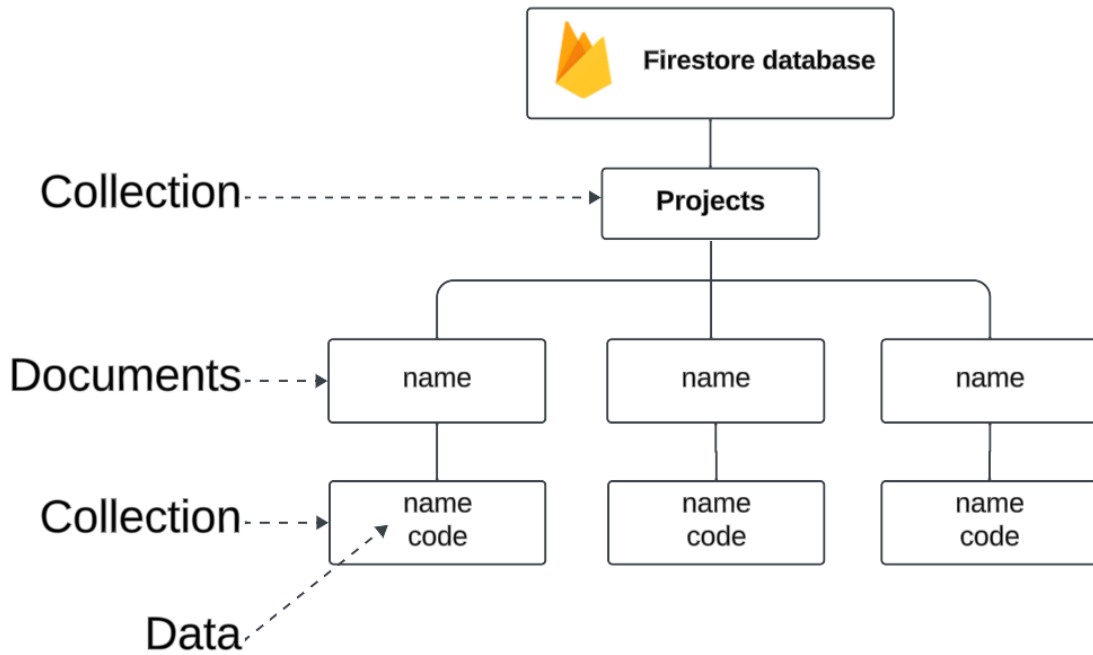 Firestore database
Collection
Projects
Documents
name
name
name
Collection
name
code
name
code
name
code
Data